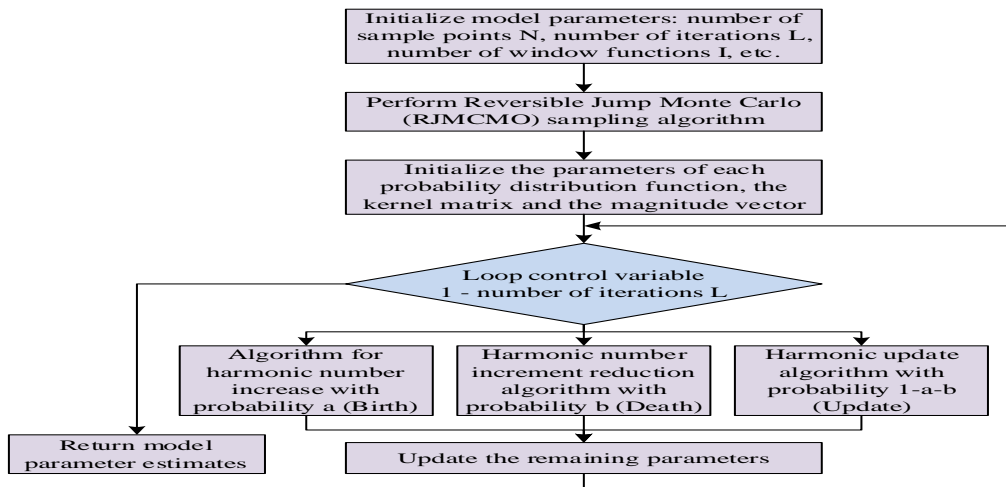 Initialize model parameters: number of
sample points N, number of iterations L,
number of window functions I, etc.
Perform Reversible Jump Monte Carlo
(RJMCMO) sampling algorithm
Initialize the parameters of each
probability distribution function, the
kernel matrix and the magnitude vector
Loop control variable
1 - number of iterations L
Algorithm for
harmonic number
increase with
probability a (Birth)
Harmonic number
increment reduction
algorithm with
probability b (Death)
Harmonic update
algorithm with
probability 1-a-b
(Update)
Return model
parameter estimates
Update the remaining parameters